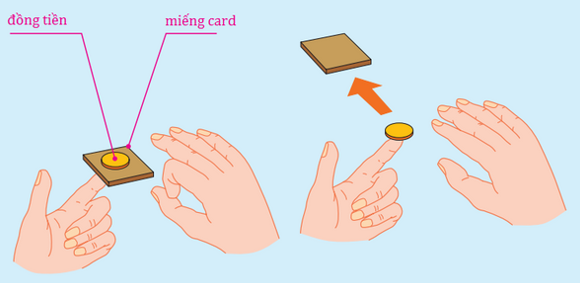 đồng tiền
miếng card